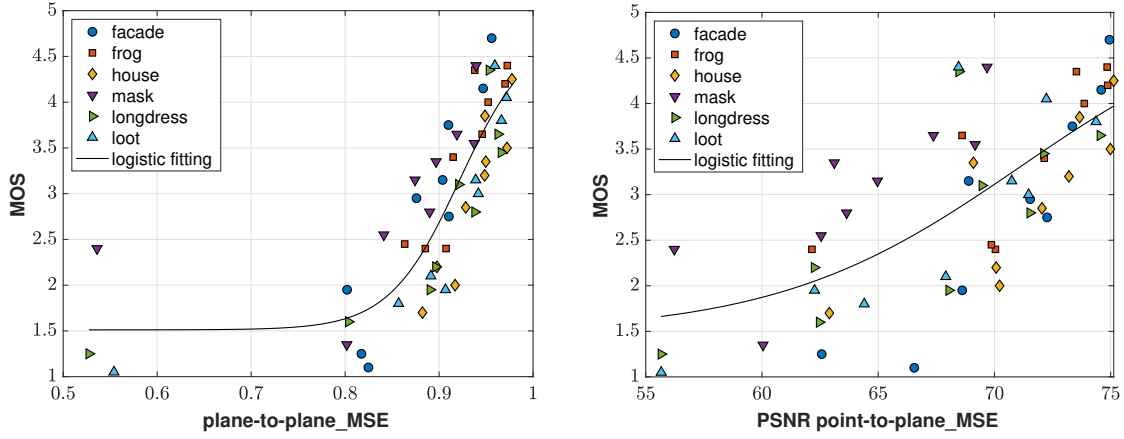 5
4.5
4
3.5
3
2.5
2
1.5
1
MOS
facade
frog
house
mask
longdress
loot
logistic fitting
0.5 0.6 0.7 0.8 0.9 1
plane-to-plane_MSE
5
4.5
4
3.5
3
2.5
2
1.5
1
MOS
facade
frog
house
mask
longdress
loot
logistic fitting
55 60 65 70 75
PSNR point-to-plane_MSE